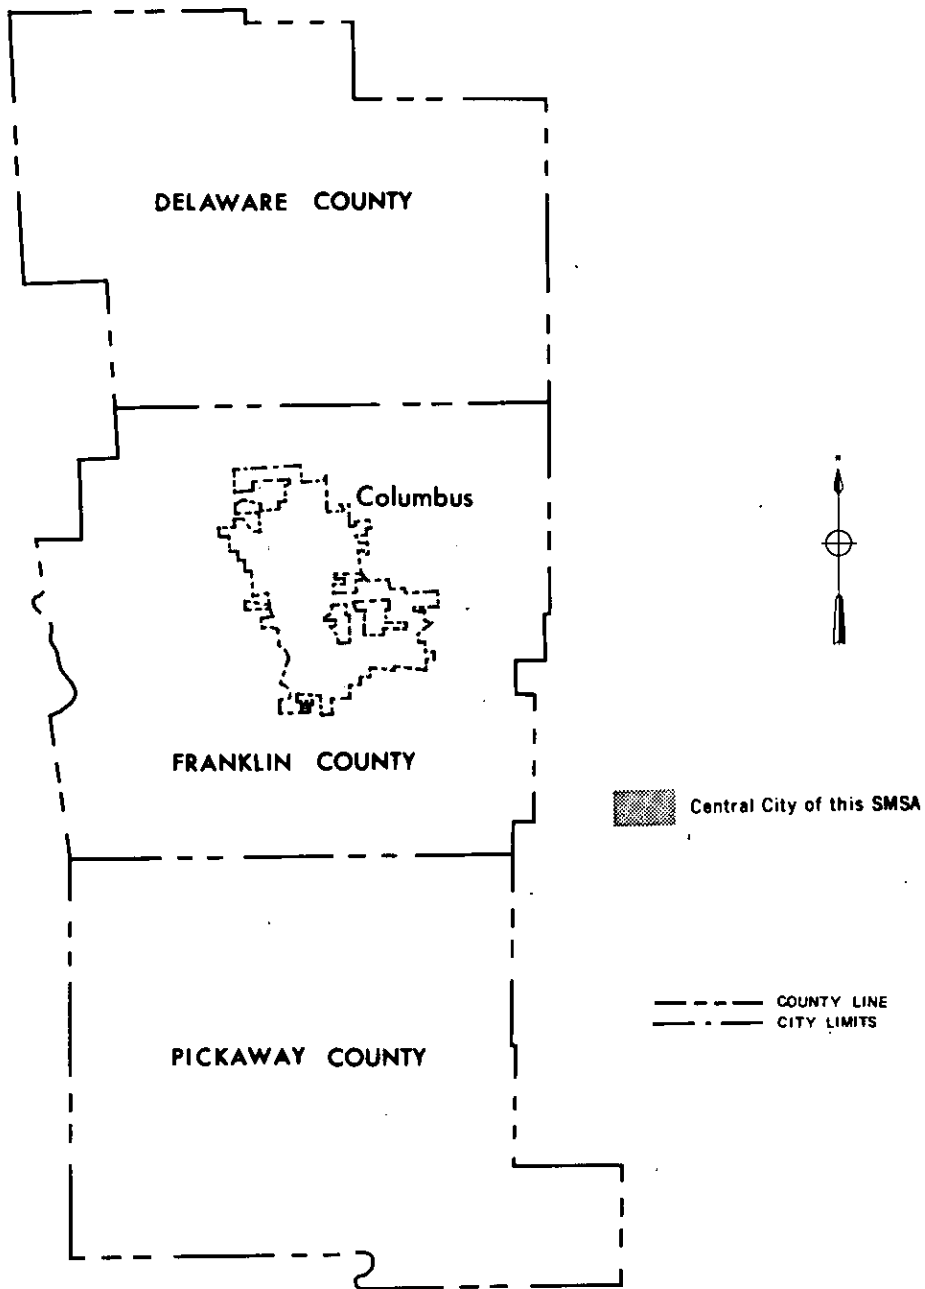 DELAWARE COUNTY
Columbus
FRANKLIN COUNTY
Central City of this SMSA
COUNTY LINE
CITY LIMITS
PICKAWAY COUNTY